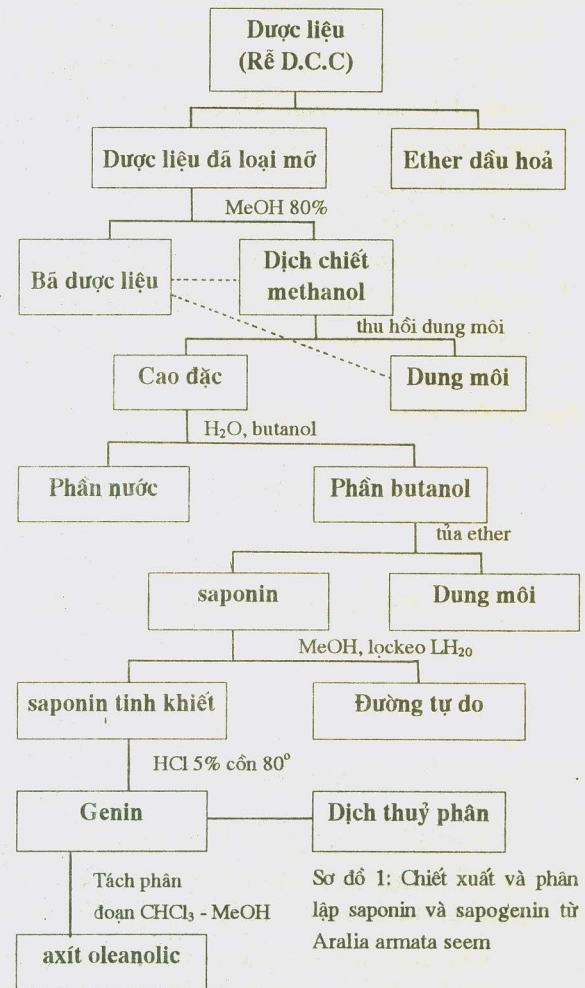 Dược liệu
(Rễ D.C.C)
Dược liệu đã loại mỡ
Ether dầu hoả
MeOH 80%
Bã dược liệu
Dịch chiết
methanol
thu hồi dung môi
Cao đặc
Dung môi
H₂O, butanol
Phần nước
Phần butanol
tủa ether
saponin
Dung môi
MeOH, lọckeo LH₂₀
saponin tinh khiết
Đường tự do
HCl 5% cồn 80°
Genin
Dịch thuỷ phân
Tách phân
đoạn CHCl₃ - MeOH
axít oleanolic
Sơ đồ 1: Chiết xuất và phân
lập saponin và sapogenin từ
Aralia armata seem